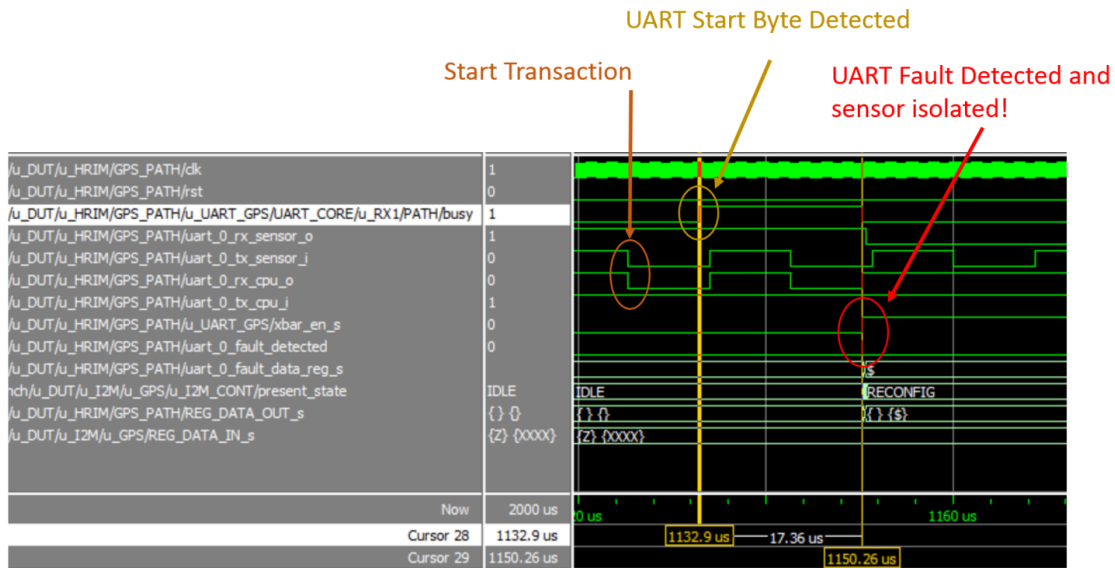 UART Start Byte Detected
Start Transaction
UART Fault Detected and
sensor isolated!
/u_DUT/u_HRIM/GPS_PATH/clk 1
/u_DUT/u_HRIM/GPS_PATH/rst 0
/u_DUT/u_HRIM/GPS_PATH/u_UART_GPS/UART_CORE/u_RX1/PATH/busy 1
/u_DUT/u_HRIM/GPS_PATH/uart_0_rx_sensor_o 1
/u_DUT/u_HRIM/GPS_PATH/uart_0_tx_sensor_i 0
/u_DUT/u_HRIM/GPS_PATH/uart_0_rx_cpu_o 0
/u_DUT/u_HRIM/GPS_PATH/uart_0_tx_cpu_i 1
/u_DUT/u_HRIM/GPS_PATH/u_UART_GPS/xbar_en_s 0
/u_DUT/u_HRIM/GPS_PATH/uart_0_fault_detected 0
/u_DUT/u_HRIM/GPS_PATH/uart_0_fault_data_reg_s ($
nch/u_DUT/u_I2M/u_GPS/u_I2M_CONT/present_state IDLE IDLE RECONFIG
/u_DUT/u_HRIM/GPS_PATH/REG_DATA_OUT_s { } {} { } {} { } {$}
/u_DUT/u_I2M/u_GPS/REG_DATA_IN_s {Z} {XXXX} {Z} {XXXX}
Now 2000 us 20 us 1160 us
Cursor 28 1132.9 us 1132.9 us 17.36 us
Cursor 29 1150.26 us 1150.26 us